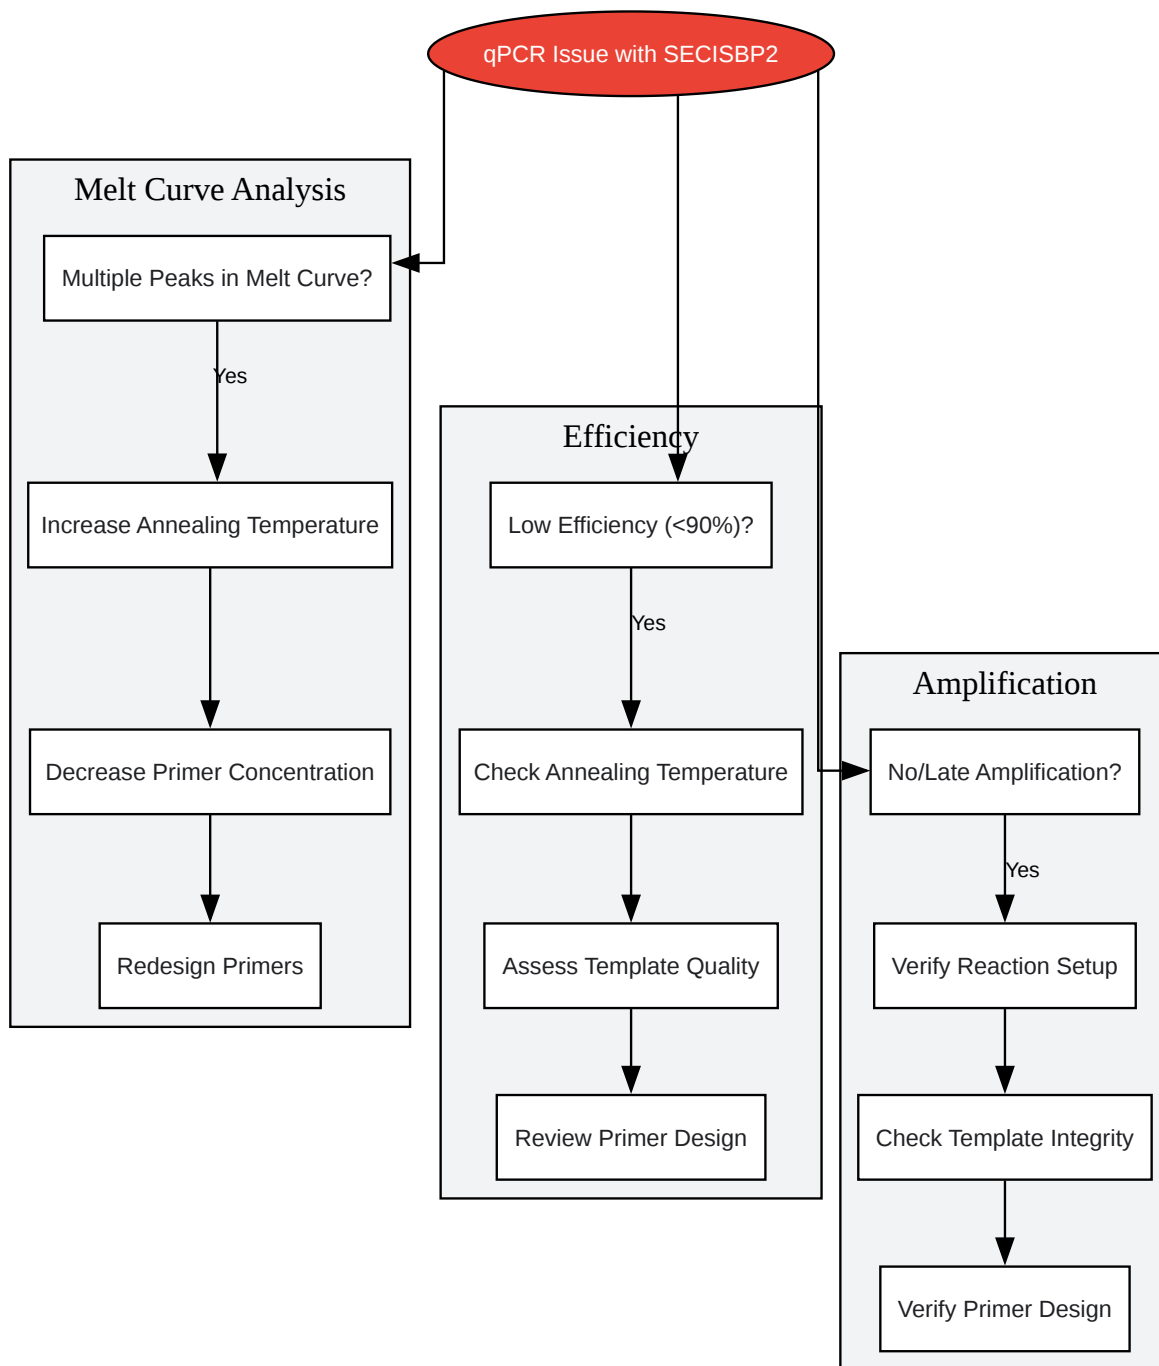 qPCR Issue with SECISBP2
Melt Curve Analysis
Multiple Peaks in Melt Curve?
Yes
Increase Annealing Temperature
Decrease Primer Concentration
Redesign Primers
Efficiency
Low Efficiency (<90%)?
Yes
Check Annealing Temperature
Assess Template Quality
Review Primer Design
Amplification
No/Late Amplification?
Yes
Verify Reaction Setup
Check Template Integrity
Verify Primer Design